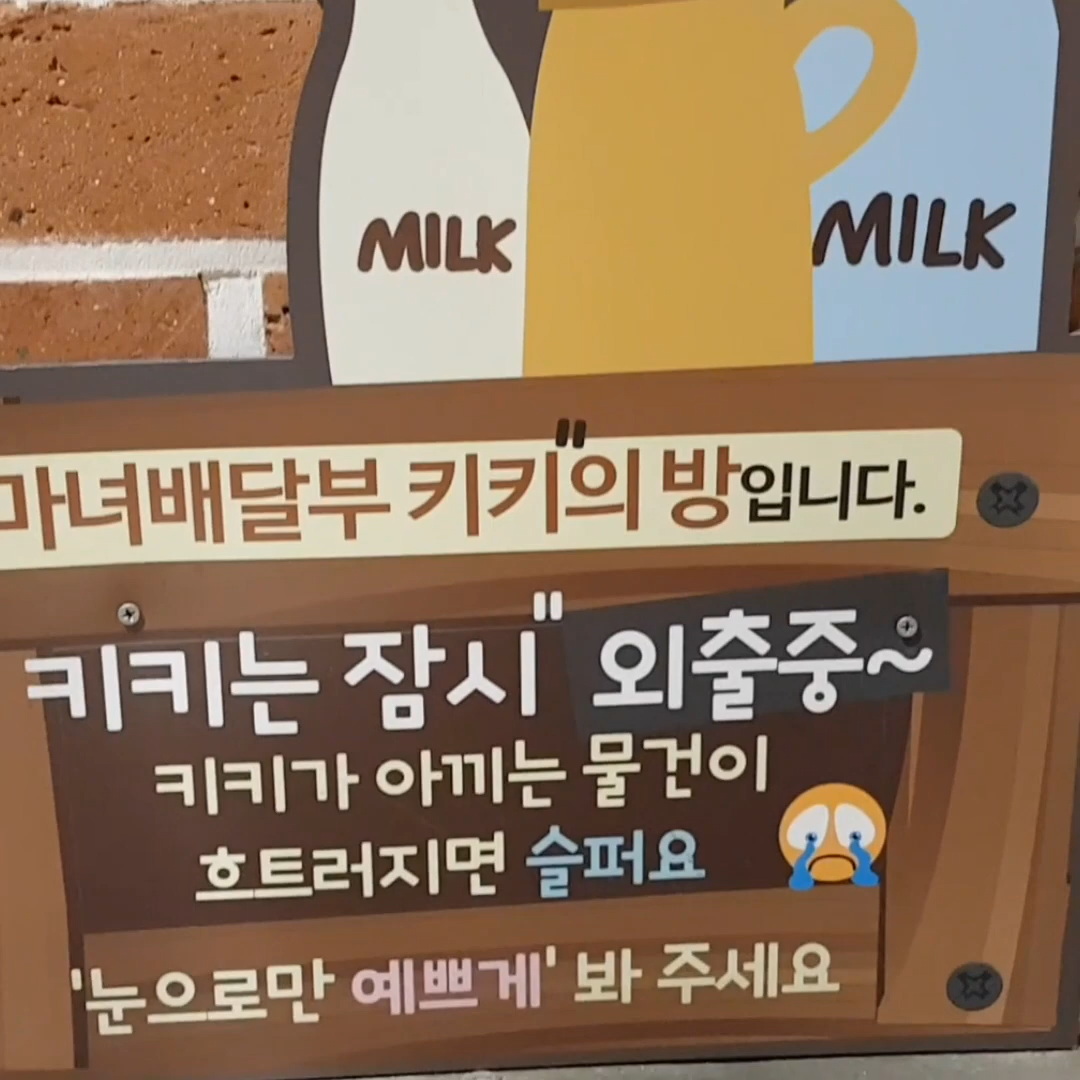 MILK MILK
마녀배달부 키키"의 방입니다.
키키는 잠시" 외출중~
키키가 아끼는 물건이
흐트러지면 슬퍼요
'눈으로만 예쁘게' 봐 주세요